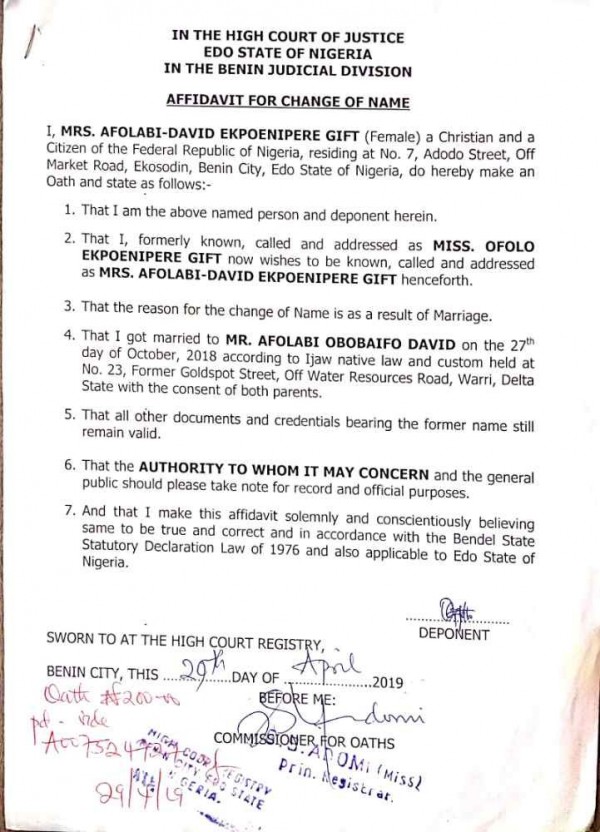 IN THE HIGH COURT OF JUSTICE
EDO STATE OF NIGERIA
IN THE BENIN JUDICIAL DIVISION
AFFIDAVIT FOR CHANGE OF NAME
I, MRS. AFOLABI-DAVID EKPOENIPERE GIFT (Female) a Christian and a
Citizen of the Federal Republic of Nigeria, residing at No. 7, Adodo Street, Off
Market Road, Ekosodin, Benin City, Edo State of Nigeria, do hereby make an
Oath and state as follows:-
1. That I am the above named person and deponent herein.
2. That I, formerly known, called and addressed as MISS. OFOLO
EKPOENIPERE GIFT now wishes to be known, called and addressed
as MRS. AFOLABI-DAVID EKPOENIPERE GIFT henceforth.
3. That the reason for the change of Name is as a result of Marriage.
4. That I got married to MR. AFOLABI OBOBAIFO DAVID on the 27th
day of October, 2018 according to Ijaw native law and custom held at
No. 23, Former Goldspot Street, Off Water Resources Road, Warri, Delta
State with the consent of both parents.
5. That all other documents and credentials bearing the former name still
remain valid.
6. That the AUTHORITY TO WHOM IT MAY CONCERN and the general
public should please take note for record and official purposes.
7. And that I make this affidavit solemnly and conscientiously believing
same to be true and correct and in accordance with the Bendel State
Statutory Declaration Law of 1976 and also applicable to Edo State of
Nigeria.
DEPONENT
SWORN TO AT THE HIGH COURT REGISTRY,
BENIN CITY, THIS ....29th....DAY OF ....April....2019
Oath ₦200-00
BEFORE ME:
COMMISSIONER FOR OATHS
ADOMI (Miss)
Prin. Registrar.
HIGH COURT REGISTRY
BENIN CITY EDO STATE
NIGERIA.
29/4/19